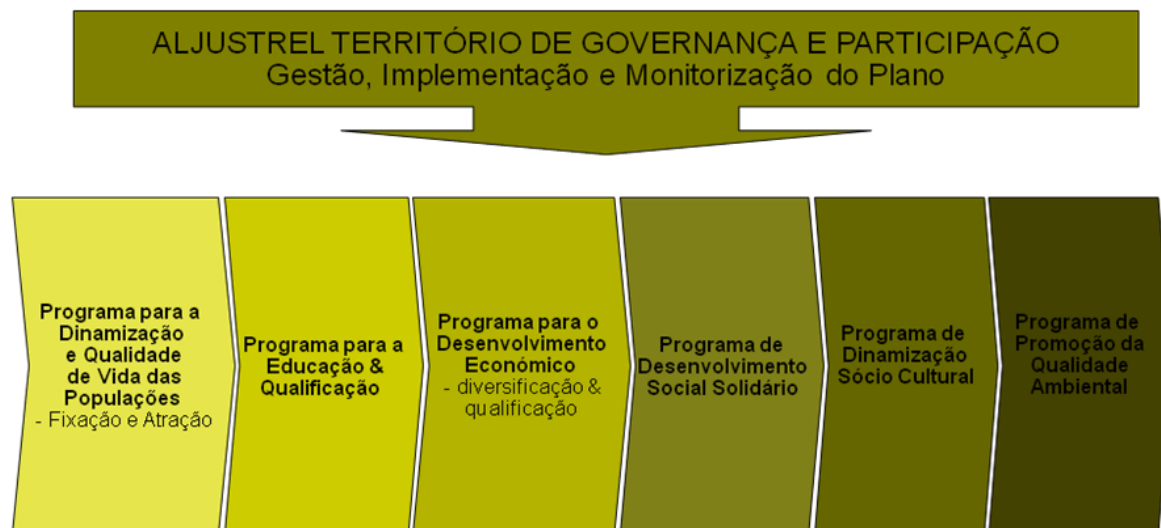 ALJUSTREL TERRITÓRIO DE GOVERNANÇA E PARTICIPAÇÃO
Gestão, Implementação e Monitorização do Plano
Programa para a
Dinamização
e Qualidade
de Vida das
Populações
- Fixação e Atração
Programa para a
Educação &
Qualificação
Programa para o
Desenvolvimento
Económico
- diversificação &
qualificação
Programa de
Desenvolvimento
Social Solidário
Programa de
Dinamização
Sócio Cultural
Programa de
Promoção da
Qualidade
Ambiental